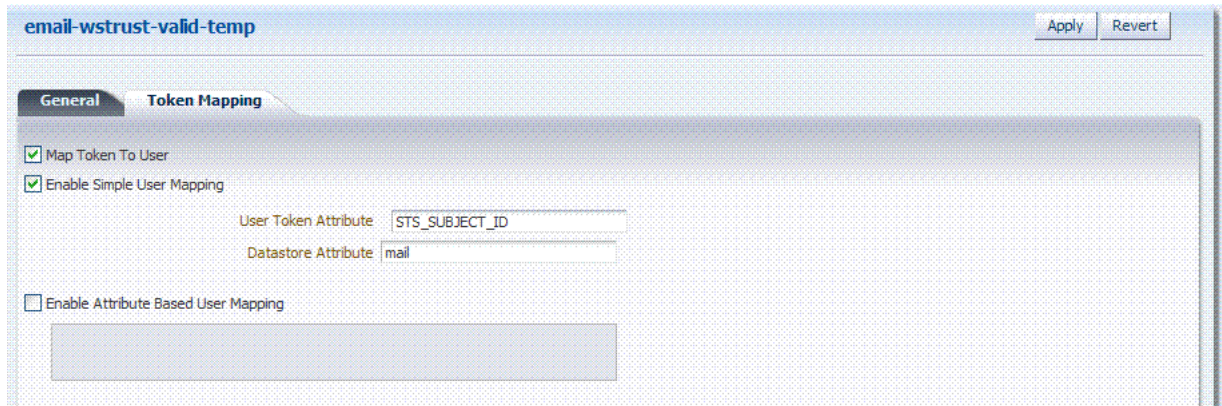 email-wstrust-valid-temp
Apply Revert
General Token Mapping
Map Token To User
Enable Simple User Mapping
User Token Attribute STS_SUBJECT_ID
Datastore Attribute mail
Enable Attribute Based User Mapping